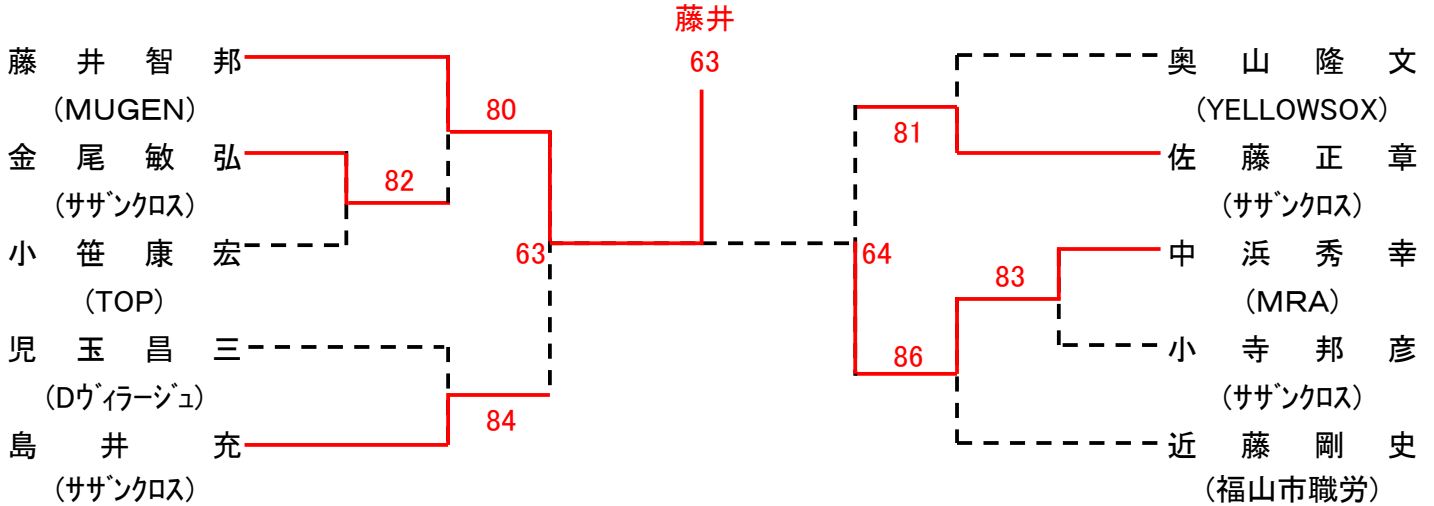 藤井
63
藤井智邦
(MUGEN)
80
金尾敏弘
(ｻｻﾞﾝｸﾛｽ)
82
小笹康宏
(TOP)
63
児玉昌三
(Dｳﾞｨﾗｰｼﾞｭ)
84
島井充
(ｻｻﾞﾝｸﾛｽ)
奥山隆文
(YELLOWSOX)
81
佐藤正章
(ｻｻﾞﾝｸﾛｽ)
64
中浜秀幸
83
(MRA)
86
小寺邦彦
(ｻｻﾞﾝｸﾛｽ)
近藤剛史
(福山市職労)